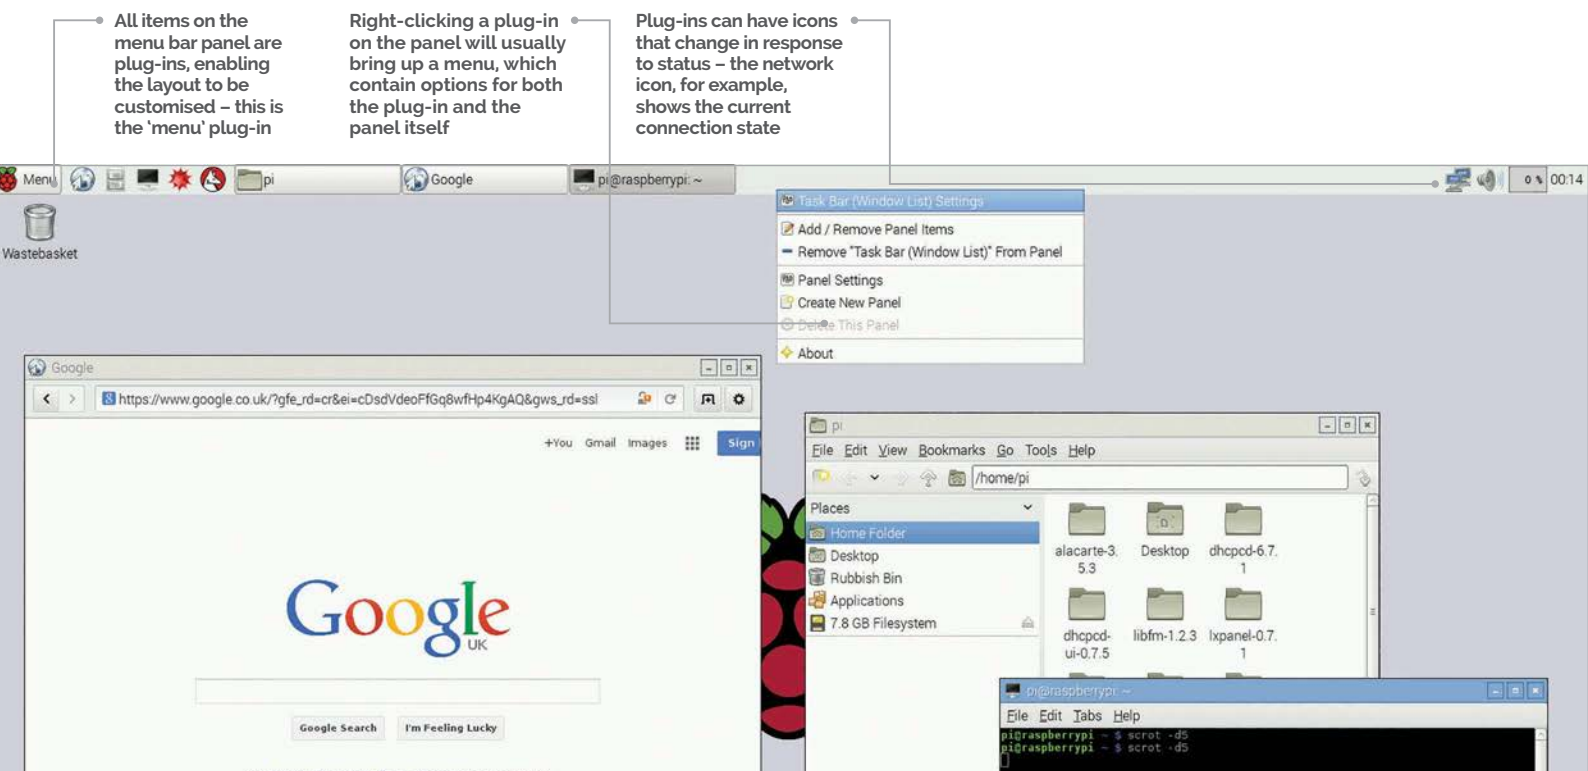 All items on the
menu bar panel are
plug-ins, enabling
the layout to be
customised – this is
the ‘menu’ plug-in
Right-clicking a plug-in
on the panel will usually
bring up a menu, which
contain options for both
the plug-in and the
panel itself
Plug-ins can have icons
that change in response
to status – the network
icon, for example,
shows the current
connection state
Menu
pi
Google
pi@raspberrypi: ~
0 %
00:14
Wastebasket
Task Bar (Window List) Settings
Add / Remove Panel Items
Remove "Task Bar (Window List)" From Panel
Panel Settings
Create New Panel
Delete This Panel
About
Google
https://www.google.co.uk/?gfe_rd=cr&ei=cDsdVdeoFfGq8wfHp4KgAQ&gws_rd=ssl
+You Gmail Images Sign
Google
UK
Google Search I'm Feeling Lucky
pi
File Edit View Bookmarks Go Tools Help
/home/pi
Places
Home Folder
Desktop
Rubbish Bin
Applications
7.8 GB Filesystem
alacarte-3.
5.3
Desktop
dhcpcd-6.7.
1
dhcpcd-
ui-0.7.5
libfm-1.2.3
lxpanel-0.7.
1
pi@raspberrypi: ~
File Edit Tabs Help
pi@raspberrypi ~ $ scrot -d5
pi@raspberrypi ~ $ scrot -d5